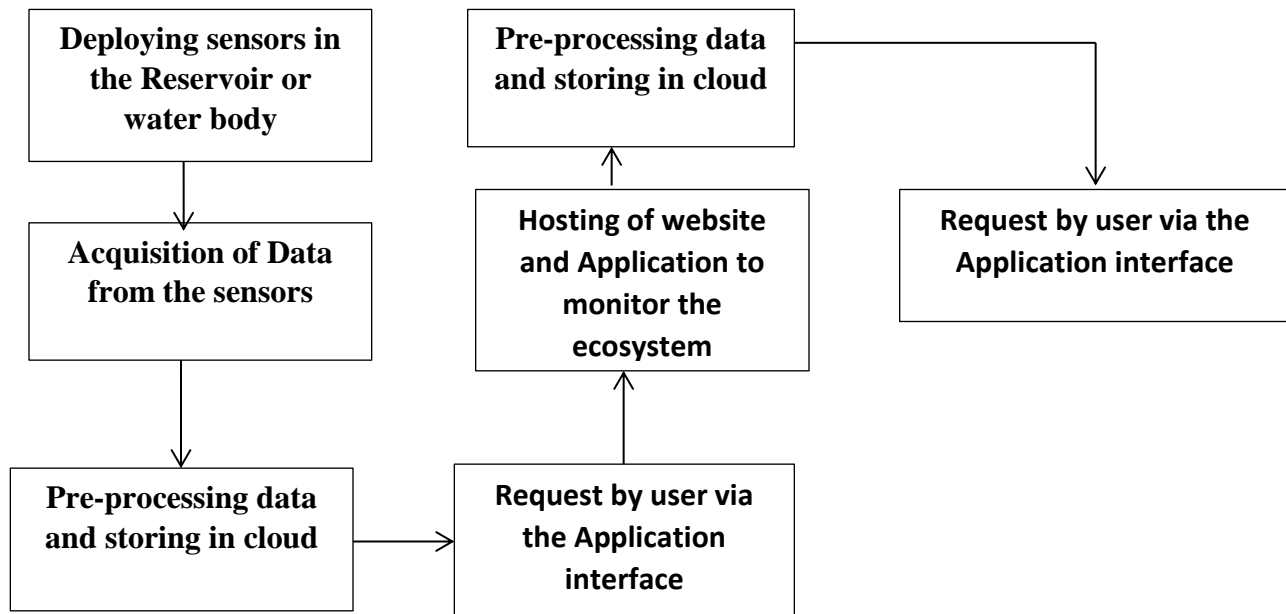 Deploying sensors in
the Reservoir or
water body
Acquisition of Data
from the sensors
Pre-processing data
and storing in cloud
Request by user via
the Application
interface
Hosting of website
and Application to
monitor the
ecosystem
Pre-processing data
and storing in cloud
Request by user via the
Application interface